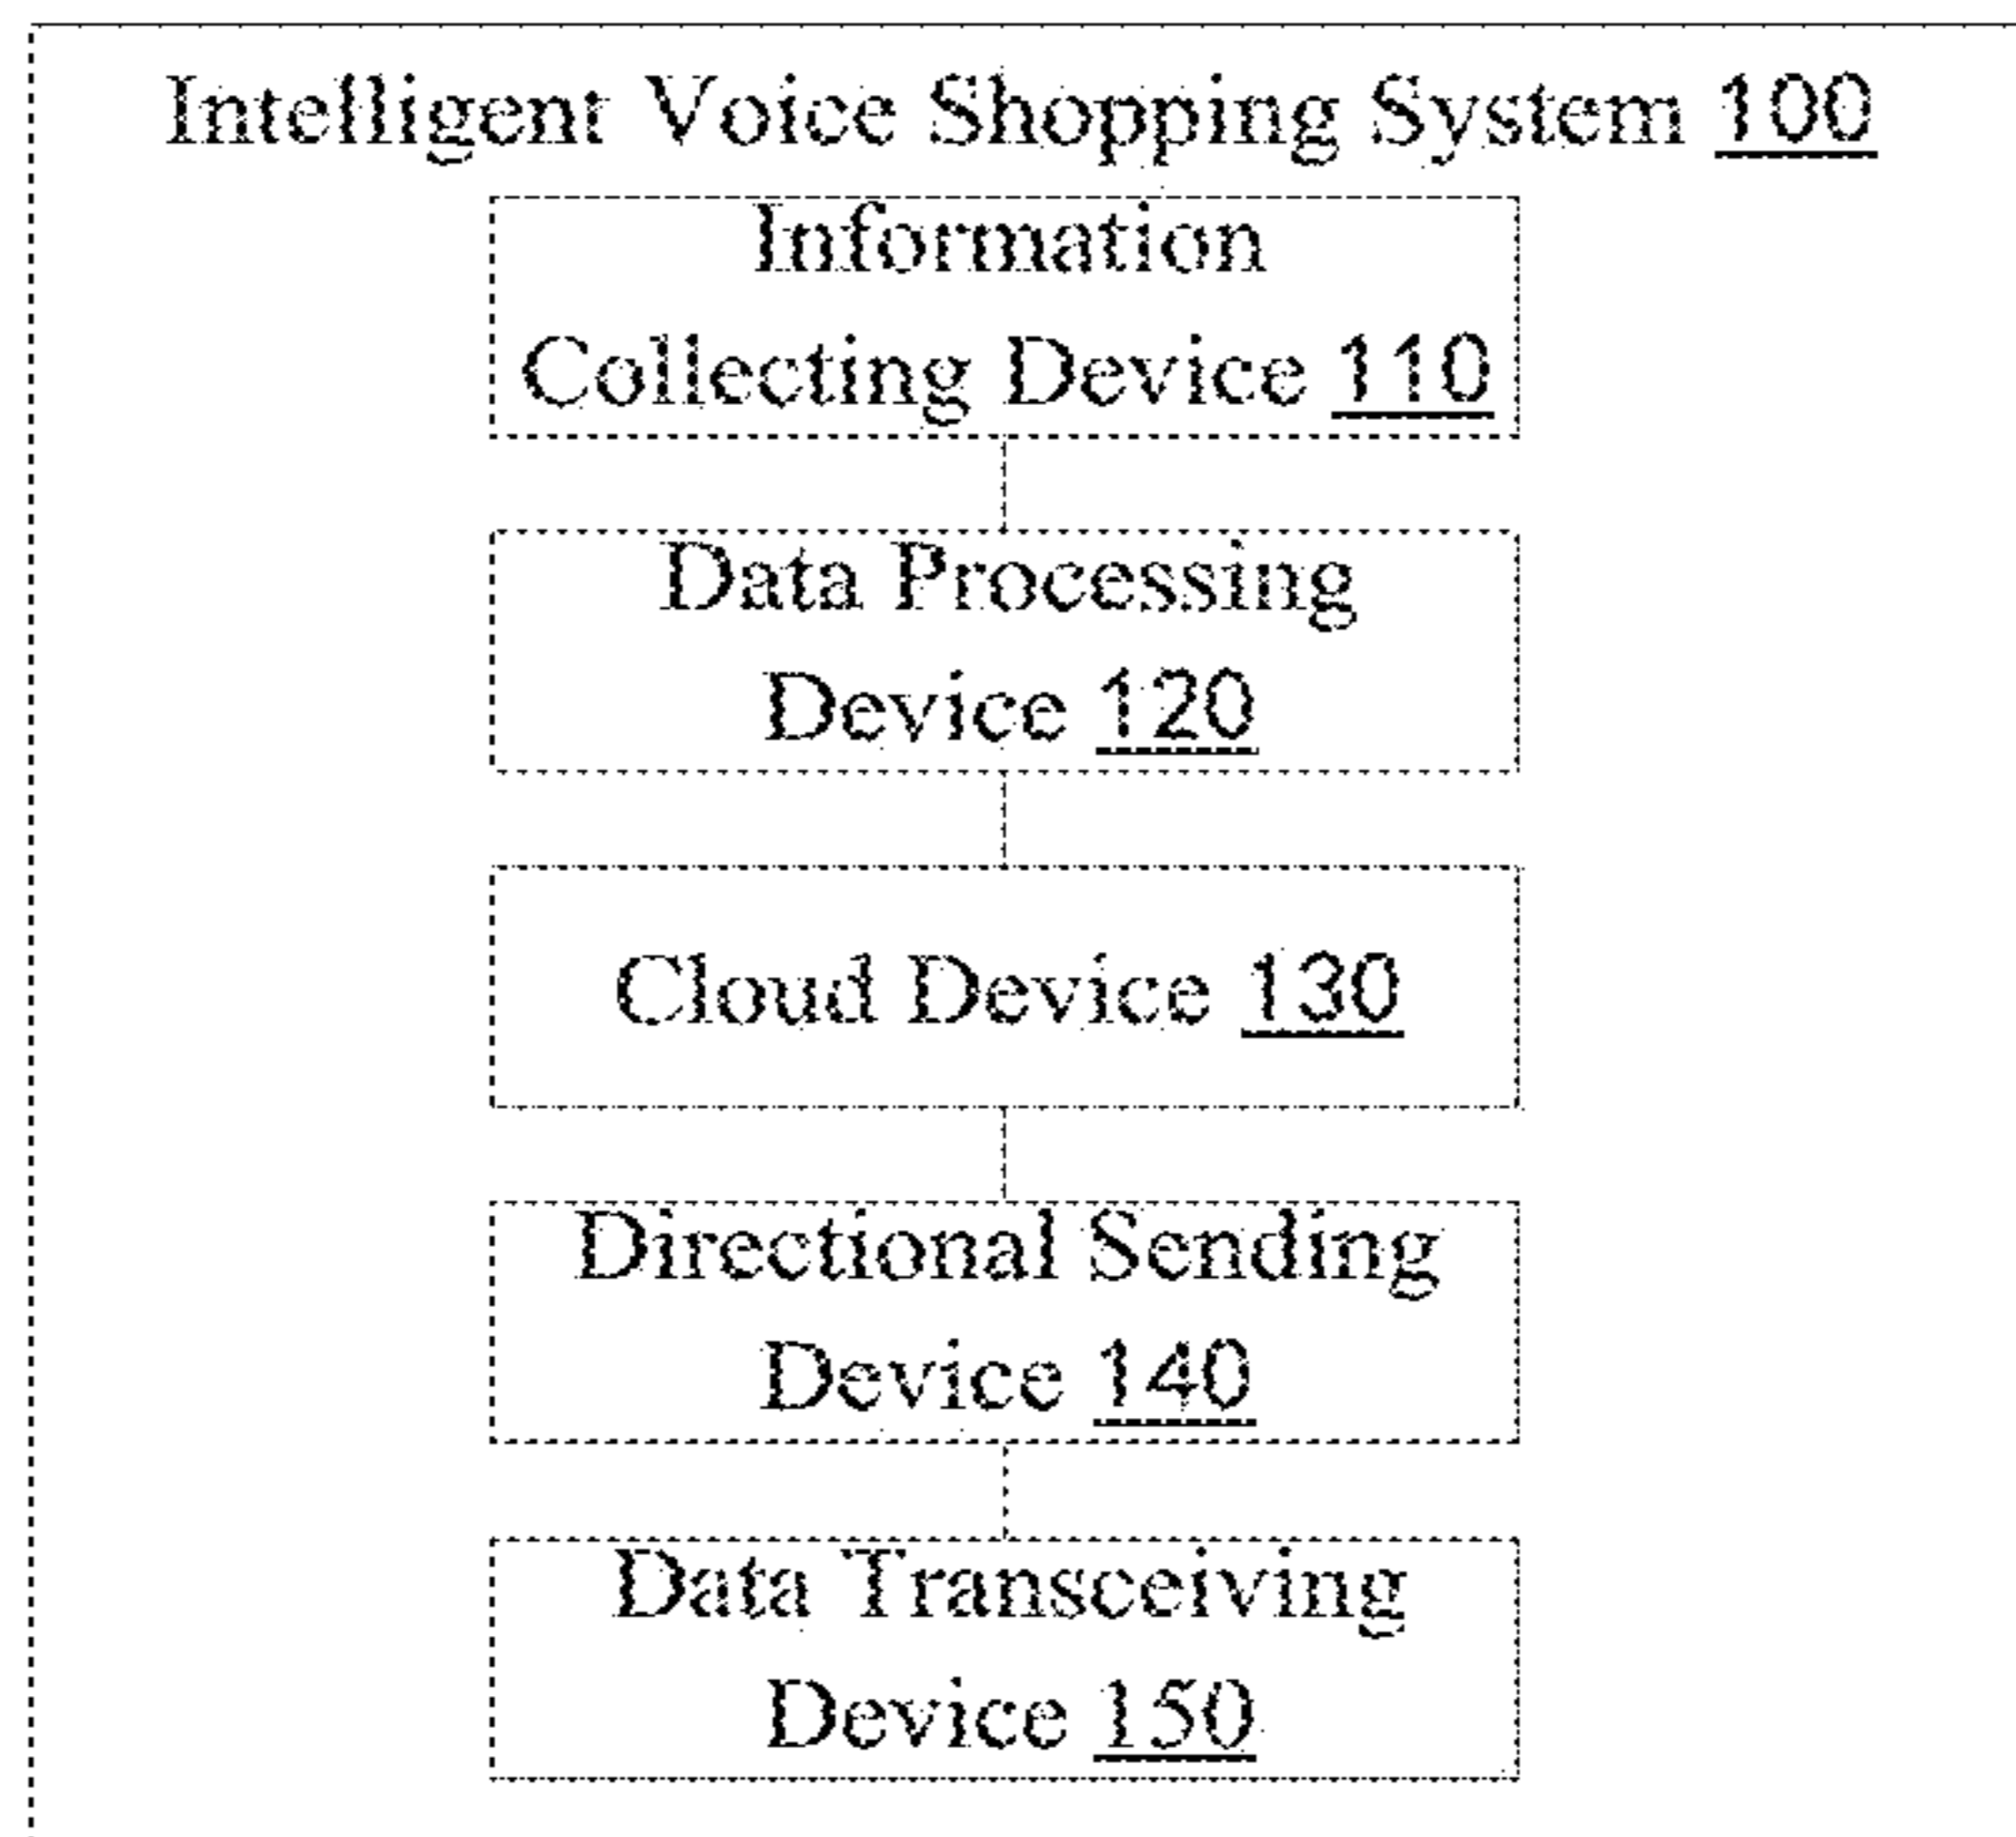 Intelligent Voice Shopping System 100
Information
Collecting Device 110
Data Processing
Device 120
Cloud Device 130
Directional Sending
Device 140
Data Transceiving
Device 150